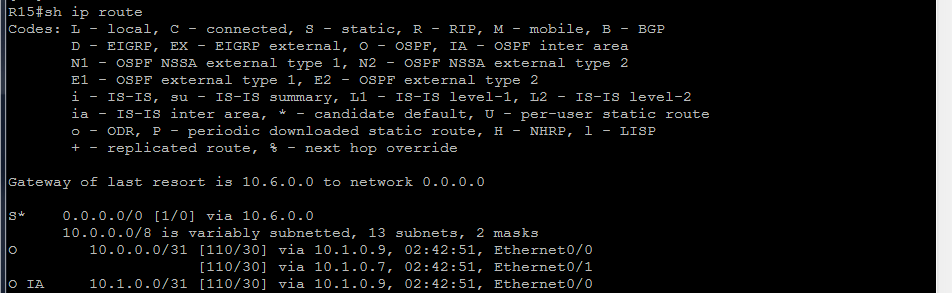 R15#sh ip route
Codes: L - local, C - connected, S - static, R - RIP, M - mobile, B - BGP
D - EIGRP, EX - EIGRP external, O - OSPF, IA - OSPF inter area
N1 - OSPF NSSA external type 1, N2 - OSPF NSSA external type 2
E1 - OSPF external type 1, E2 - OSPF external type 2
i - IS-IS, su - IS-IS summary, L1 - IS-IS level-1, L2 - IS-IS level-2
ia - IS-IS inter area, * - candidate default, U - per-user static route
o - ODR, P - periodic downloaded static route, H - NHRP, l - LISP
+ - replicated route, % - next hop override
Gateway of last resort is 10.6.0.0 to network 0.0.0.0
S* 0.0.0.0/0 [1/0] via 10.6.0.0
10.0.0.0/8 is variably subnetted, 13 subnets, 2 masks
O 10.0.0.0/31 [110/30] via 10.1.0.9, 02:42:51, Ethernet0/0
[110/30] via 10.1.0.7, 02:42:51, Ethernet0/1
O IA 10.1.0.0/31 [110/30] via 10.1.0.9, 02:42:51, Ethernet0/0